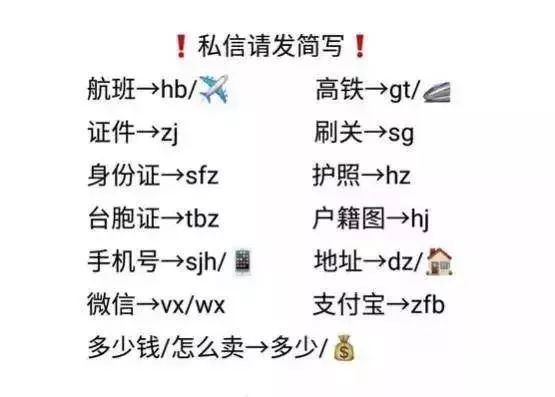 ❗私信请发简写❗
航班→hb/✈️ 高铁→gt/🚄
证件→zj 刷关→sg
身份证→sfz 护照→hz
台胞证→tbz 户籍图→hj
手机号→sjh/📱 地址→dz/🏠
微信→vx/wx 支付宝→zfb
多少钱/怎么卖→多少/💰